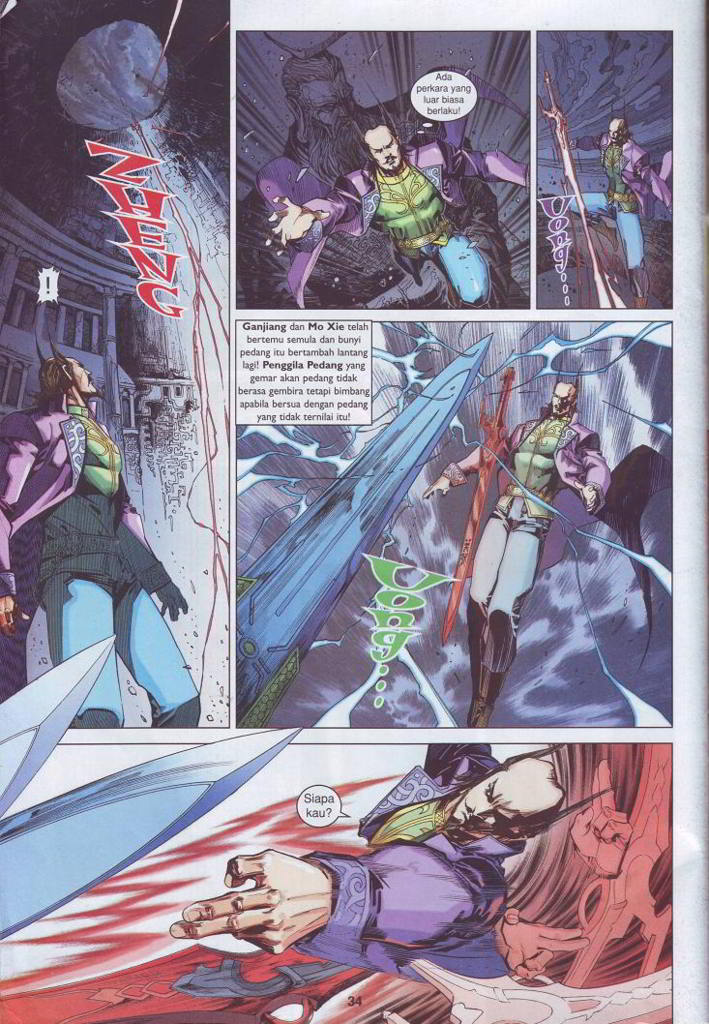 ZHENG
!
Ada
perkara yang
luar biasa
berlaku!
Vong...
Ganjiang dan Mo Xie telah
bertemu semula dan bunyi
pedang itu bertambah lantang
lagi! Penggila Pedang yang
gemar akan pedang tidak
berasa gembira tetapi bimbang
apabila bersua dengan pedang
yang tidak ternilai itu!
Vong...
Siapa
kau?
34